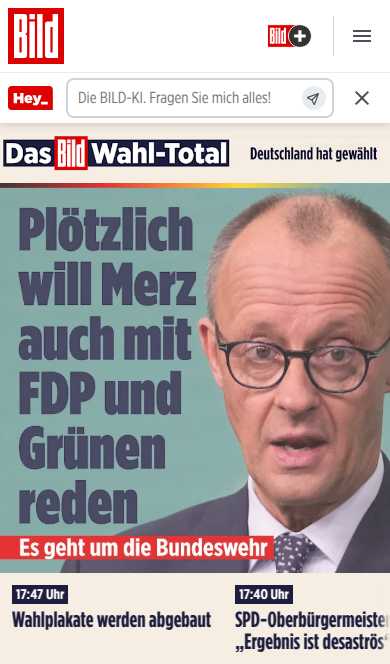 Bild
Bild
Hey_
Die BILD-KI. Fragen Sie mich alles!
Das Bild Wahl-Total
Deutschland hat gewählt
Plötzlich
will Merz
auch mit
FDP und
Grünen
reden
Es geht um die Bundeswehr
17:47 Uhr
Wahlplakate werden abgebaut
17:40 Uhr
SPD-Oberbürgermeister
„Ergebnis ist desaströs“